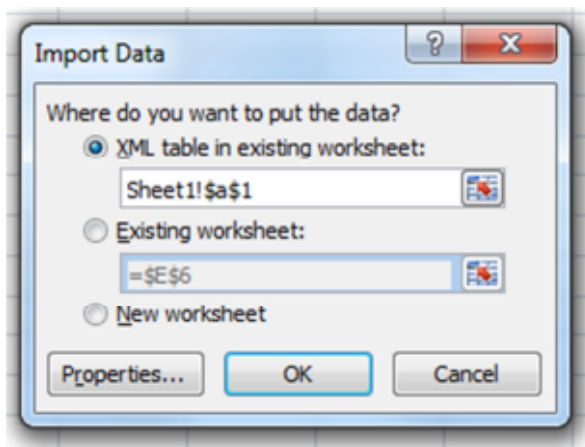 Import Data
Where do you want to put the data?
XML table in existing worksheet:
Sheet1!$a$1
Existing worksheet:
=$E$6
New worksheet
Properties... OK Cancel